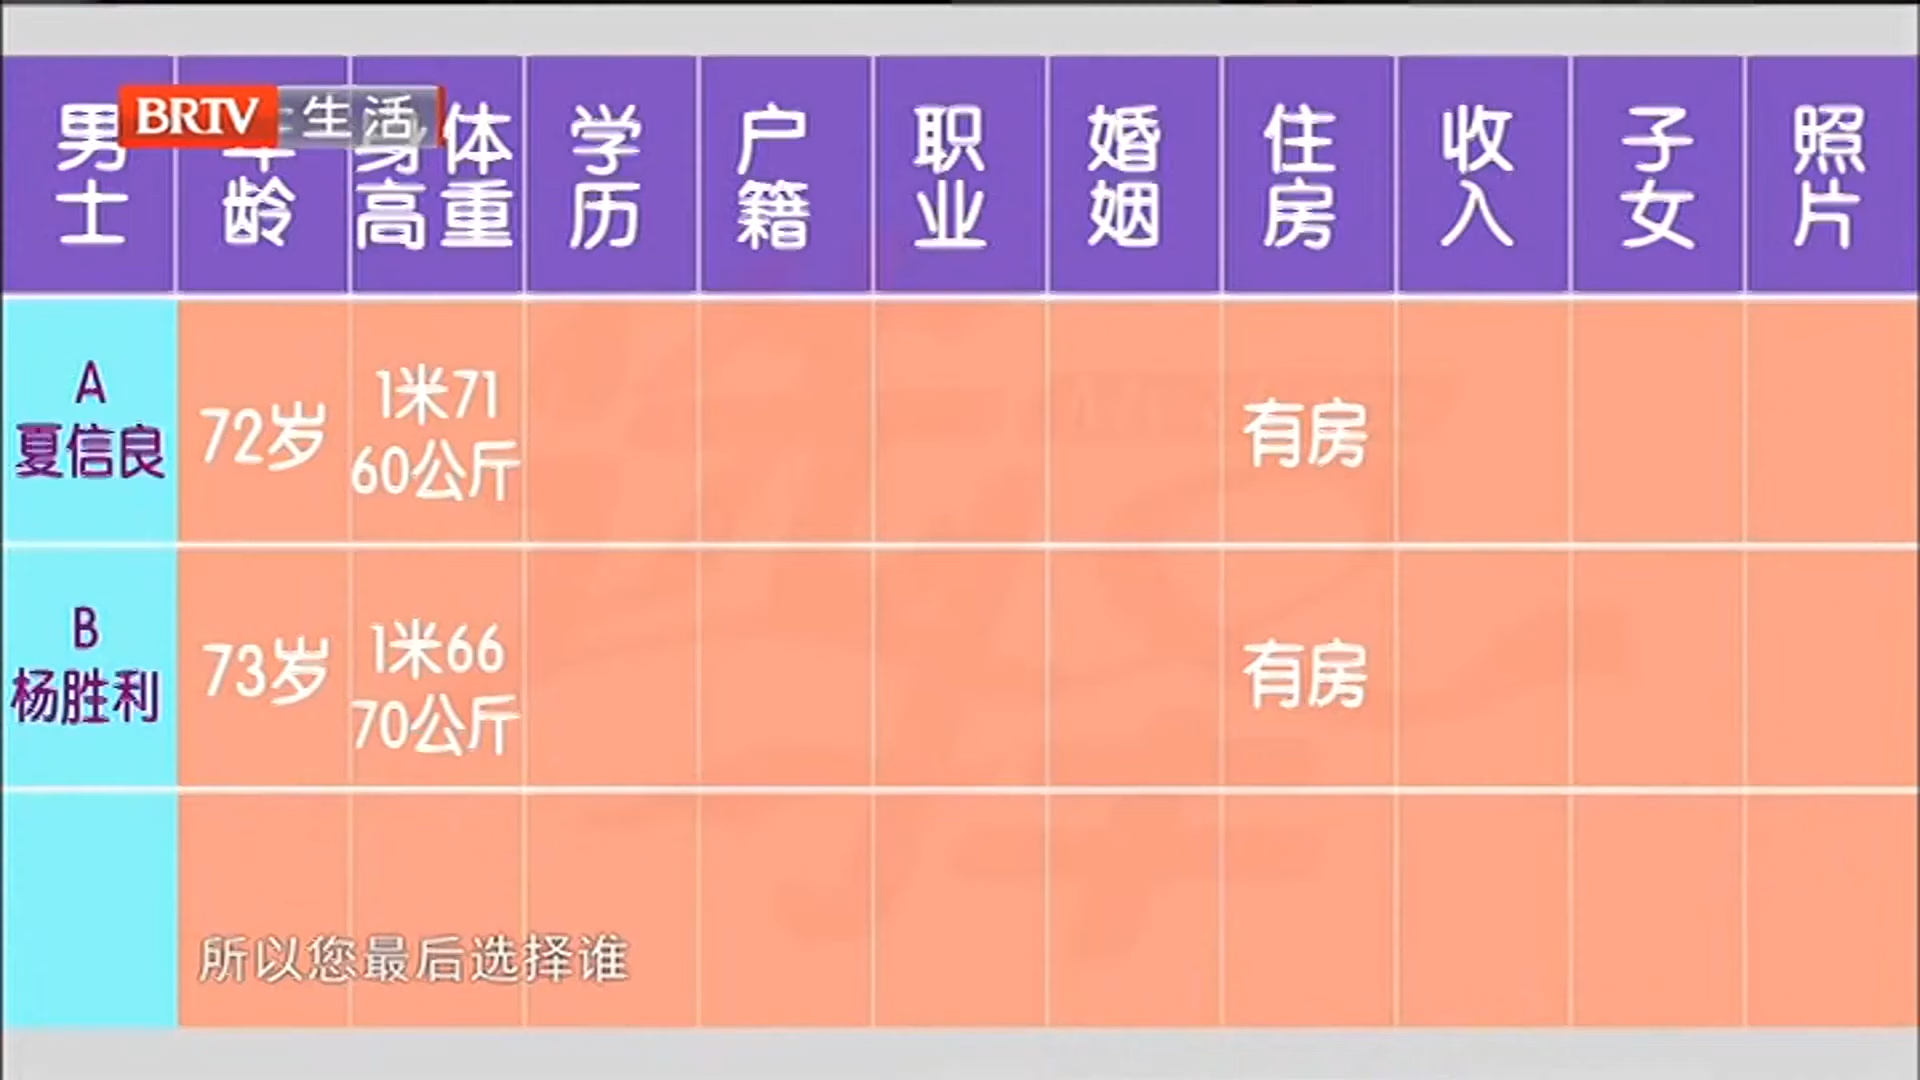 BRTV 生活
男士 年龄 身高 体重 学历 户籍 职业 婚姻 住房 收入 子女 照片
A 夏信良 72岁 1米71 60公斤 有房
B 杨胜利 73岁 1米66 70公斤 有房
所以您最后选择谁